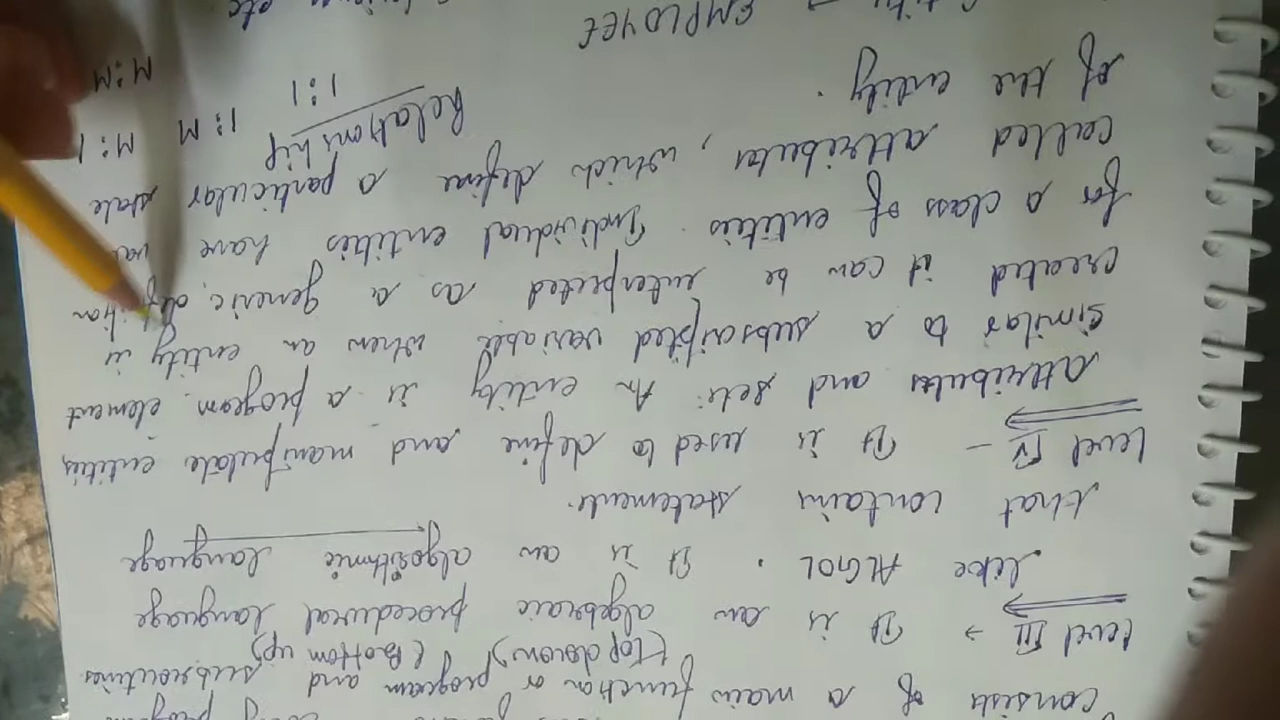 consists of a main function or program and subroutines
(top down) (Bottom up)
Level III → It is an algebraic procedural language
like ALGOL. It is an algorithmic language
that contains statements.
Level IV - It is used to define and manipulate entities,
attributes and sets. An entity is a program element
similar to a subscripted variable when an entity is
created it can be interpreted as a generic
for a class of entities. Individual entities have
called attributes, which define a particular state
of the entity.
Relationship
1:1 1:M M:1
M:M
EMPLOYEE
etc